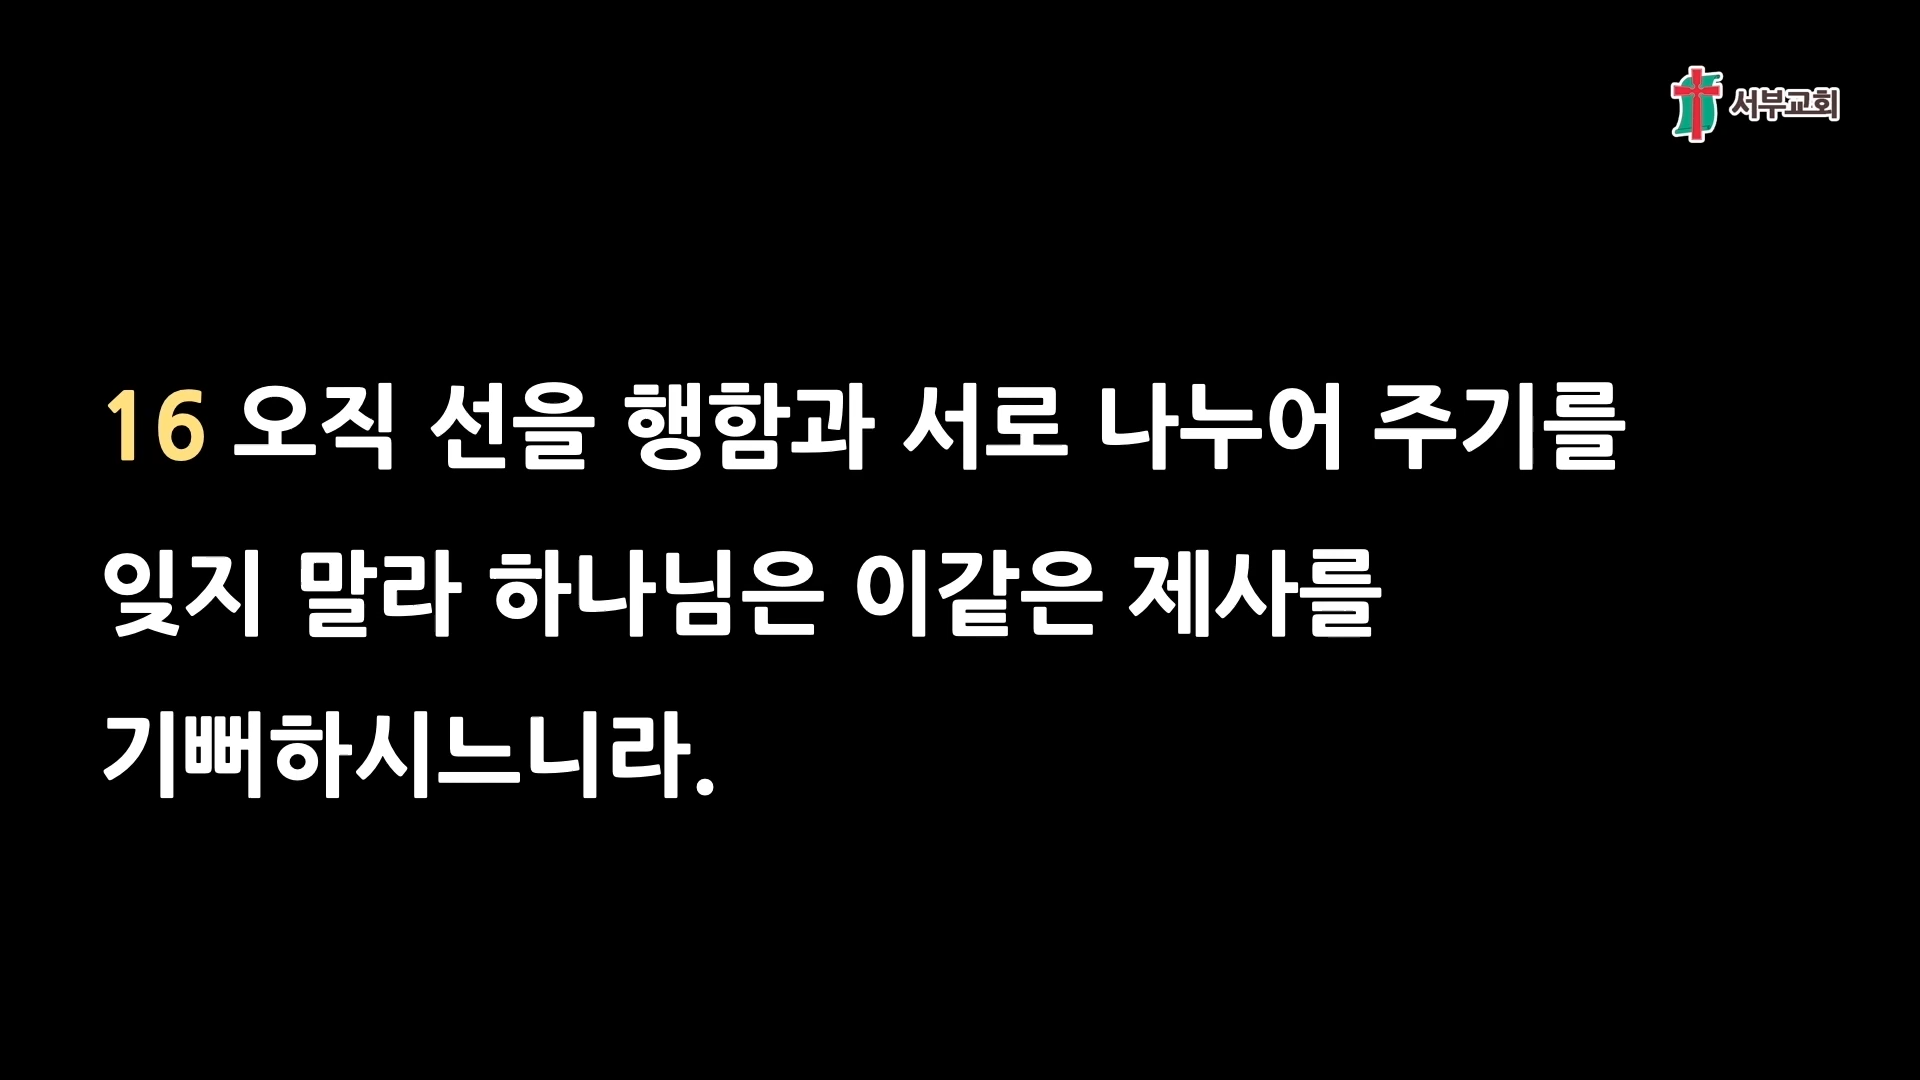 서부교회
16 오직 선을 행함과 서로 나누어 주기를
잊지 말라 하나님은 이같은 제사를
기뻐하시느니라.